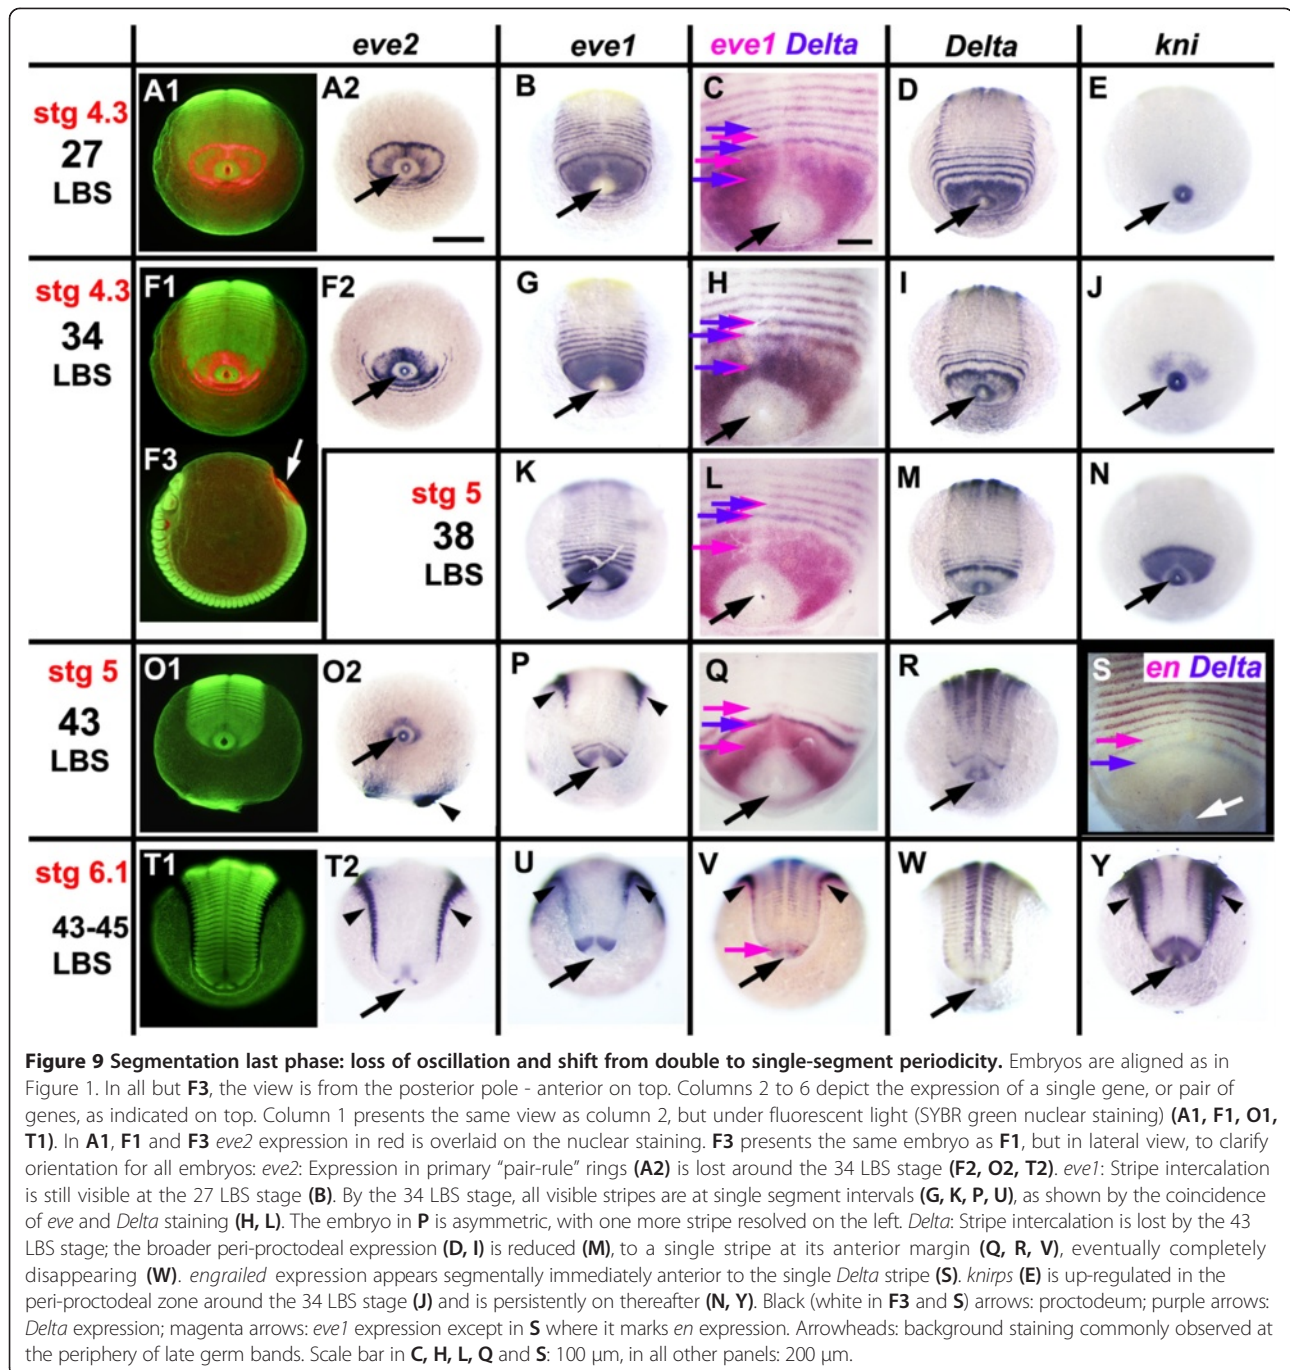 eve2 eve1 eve1 Delta Delta kni
stg 4.3
27
LBS
A1 A2 B C D E
stg 4.3
34
LBS
F1 F2 G H I J
F3
stg 5
38
LBS
K L M N
stg 5
43
LBS
O1 O2 P Q R S en Delta
stg 6.1
43-45
LBS
T1 T2 U V W Y
Figure 9 Segmentation last phase: loss of oscillation and shift from double to single-segment periodicity. Embryos are aligned as in
Figure 1. In all but F3, the view is from the posterior pole - anterior on top. Columns 2 to 6 depict the expression of a single gene, or pair of
genes, as indicated on top. Column 1 presents the same view as column 2, but under fluorescent light (SYBR green nuclear staining) (A1, F1, O1,
T1). In A1, F1 and F3 eve2 expression in red is overlaid on the nuclear staining. F3 presents the same embryo as F1, but in lateral view, to clarify
orientation for all embryos: eve2: Expression in primary “pair-rule” rings (A2) is lost around the 34 LBS stage (F2, O2, T2). eve1: Stripe intercalation
is still visible at the 27 LBS stage (B). By the 34 LBS stage, all visible stripes are at single segment intervals (G, K, P, U), as shown by the coincidence
of eve and Delta staining (H, L). The embryo in P is asymmetric, with one more stripe resolved on the left. Delta: Stripe intercalation is lost by the 43
LBS stage; the broader peri-proctodeal expression (D, I) is reduced (M), to a single stripe at its anterior margin (Q, R, V), eventually completely
disappearing (W). engrailed expression appears segmentally immediately anterior to the single Delta stripe (S). knirps (E) is up-regulated in the
peri-proctodeal zone around the 34 LBS stage (J) and is persistently on thereafter (N, Y). Black (white in F3 and S) arrows: proctodeum; purple arrows:
Delta expression; magenta arrows: eve1 expression except in S where it marks en expression. Arrowheads: background staining commonly observed at
the periphery of late germ bands. Scale bar in C, H, L, Q and S: 100 μm, in all other panels: 200 μm.